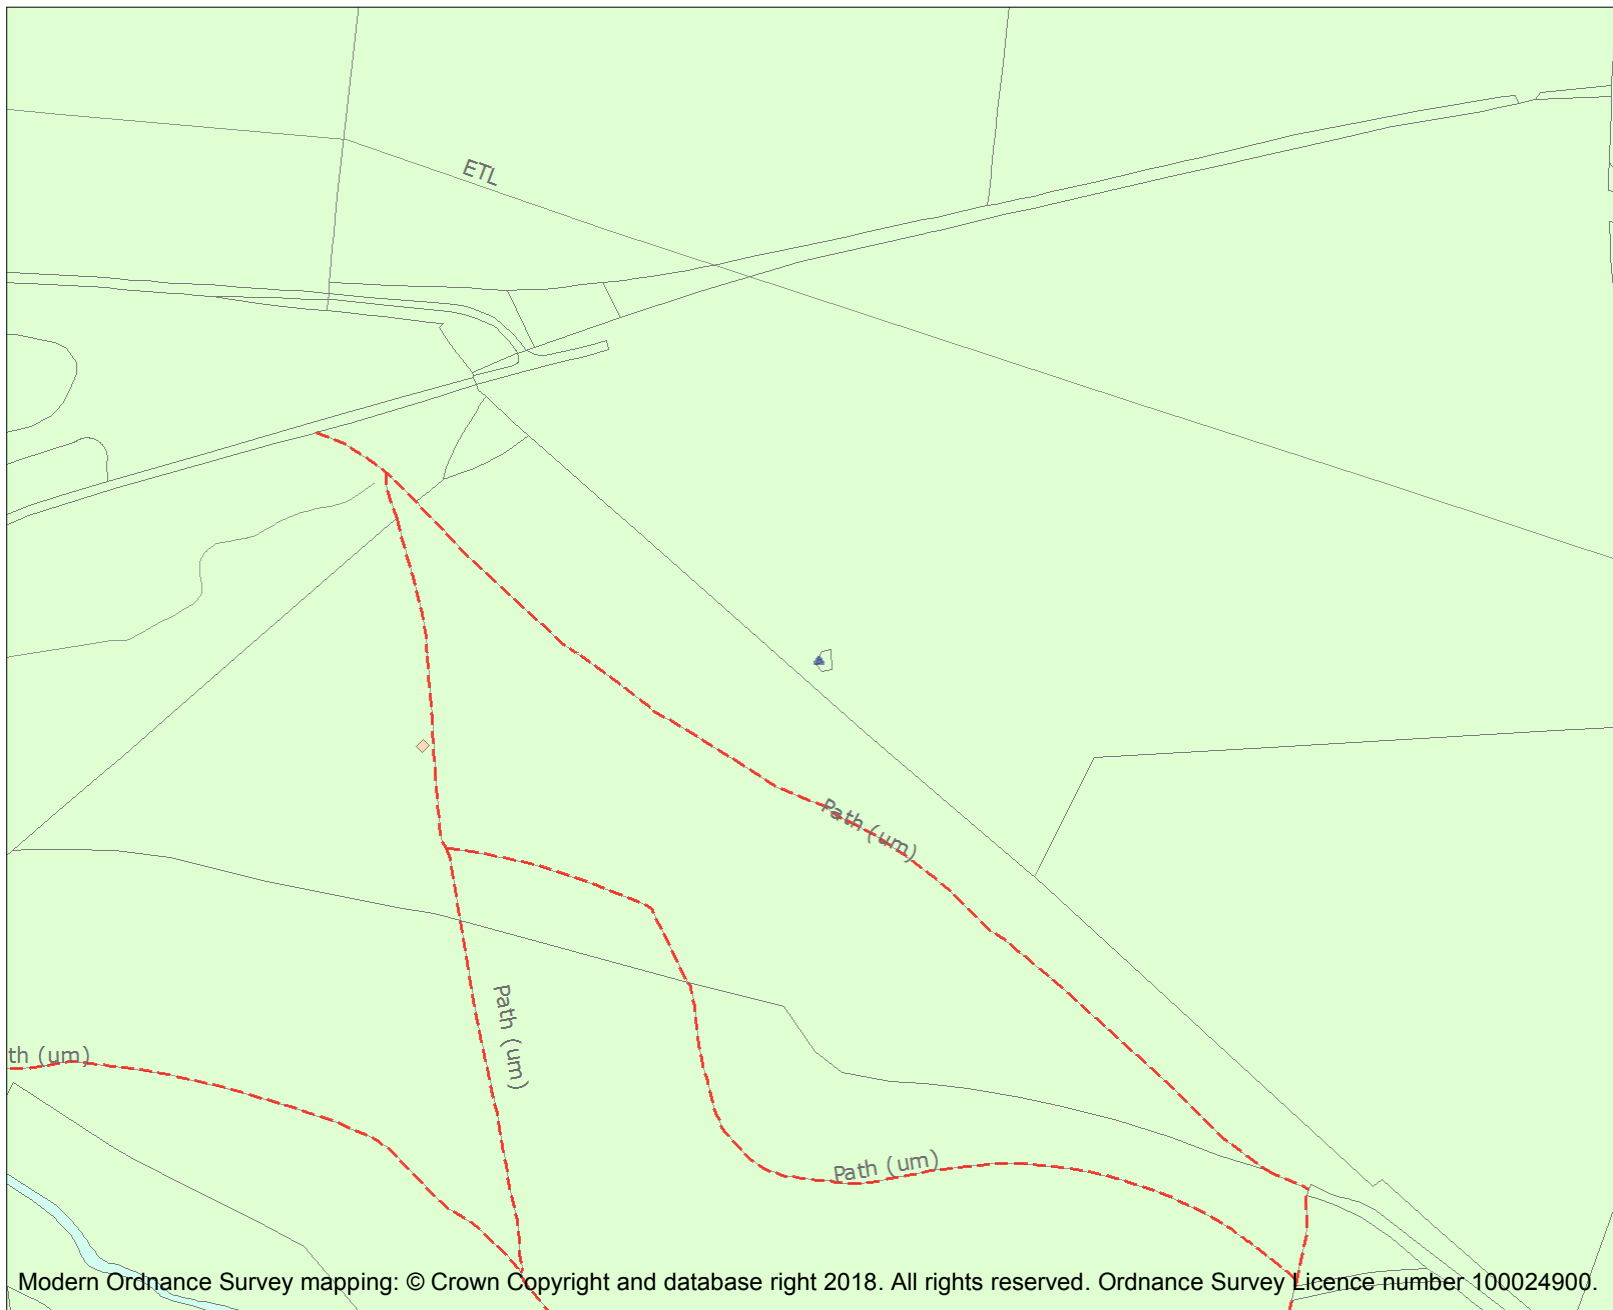 ETL
Path (um)
Path (um)
th (um)
Path (um)
Modern Ordnance Survey mapping: © Crown Copyright and database right 2018. All rights reserved. Ordnance Survey Licence number 100024900.